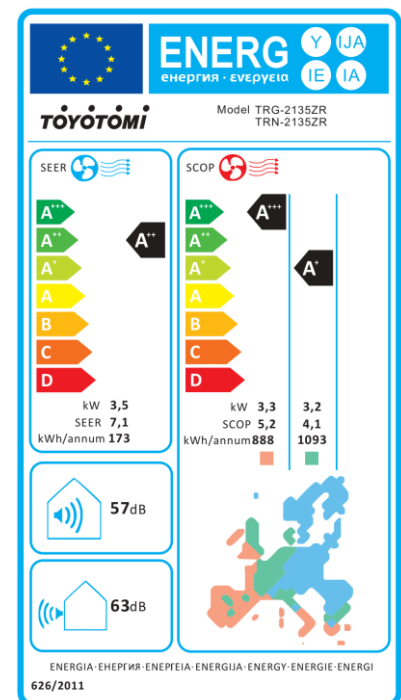 ENERG
енергия · ενεργεια
Y IJA
IE IA
TOYOTOMI
Model TRG-2135ZR
TRN-2135ZR
SEER
A+++
A++
A+
A
B
C
D
A++
kW 3,5
SEER 7,1
kWh/annum 173
SCOP
A+++
A++
A+
A
B
C
D
A+++
A+
kW 3,3 3,2
SCOP 5,2 4,1
kWh/annum 888 1093
57dB
63dB
ENERGIA·ЕНЕРГИЯ·ΕΝΕΡΓΕΙΑ·ENERGIJA·ENERGY·ENERGIE·ENERGI
626/2011